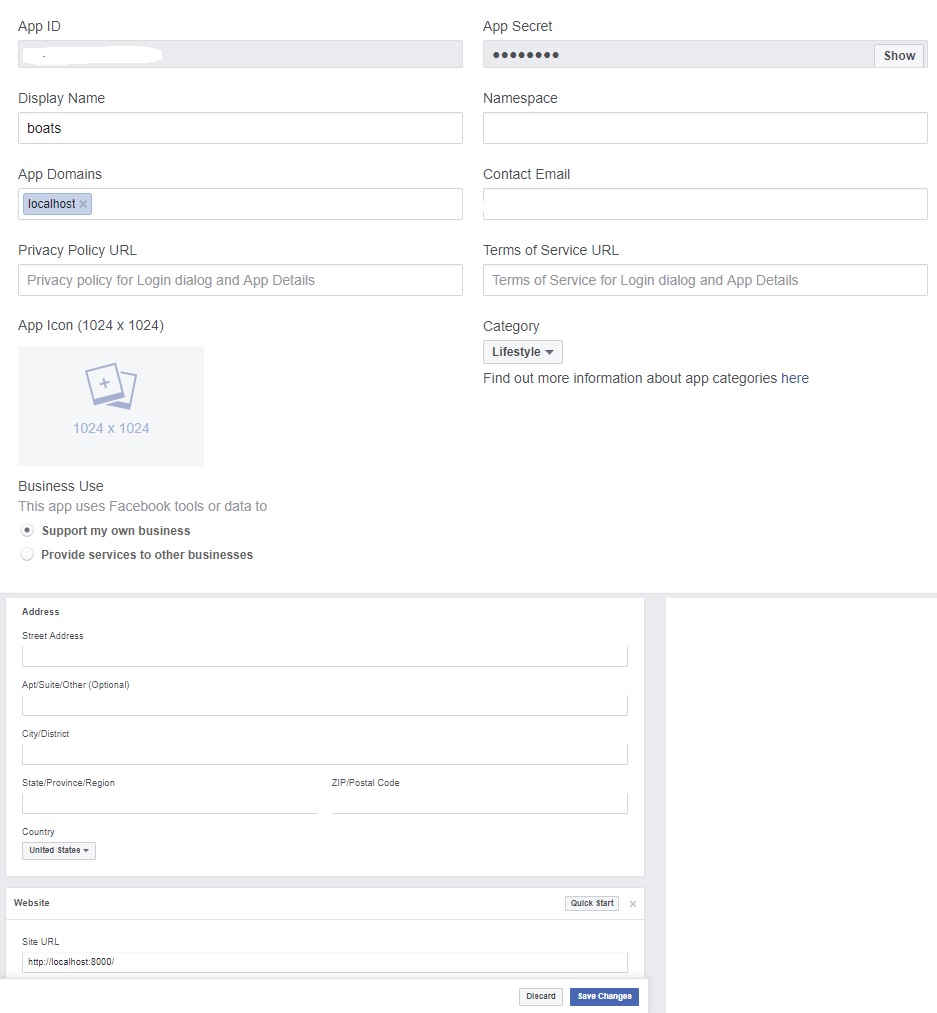 App ID
App Secret
●●●●●●●●
Show
Display Name
Namespace
boats
App Domains
Contact Email
localhost ×
Privacy Policy URL
Terms of Service URL
Privacy policy for Login dialog and App Details
Terms of Service for Login dialog and App Details
App Icon (1024 x 1024)
Category
1024 x 1024
Lifestyle
Find out more information about app categories here
Business Use
This app uses Facebook tools or data to
Support my own business
Provide services to other businesses
Address
Street Address
Apt/Suite/Other (Optional)
City/District
State/Province/Region
ZIP/Postal Code
Country
United States
Website
Quick Start ×
Site URL
http://localhost:8000/
Discard
Save Changes